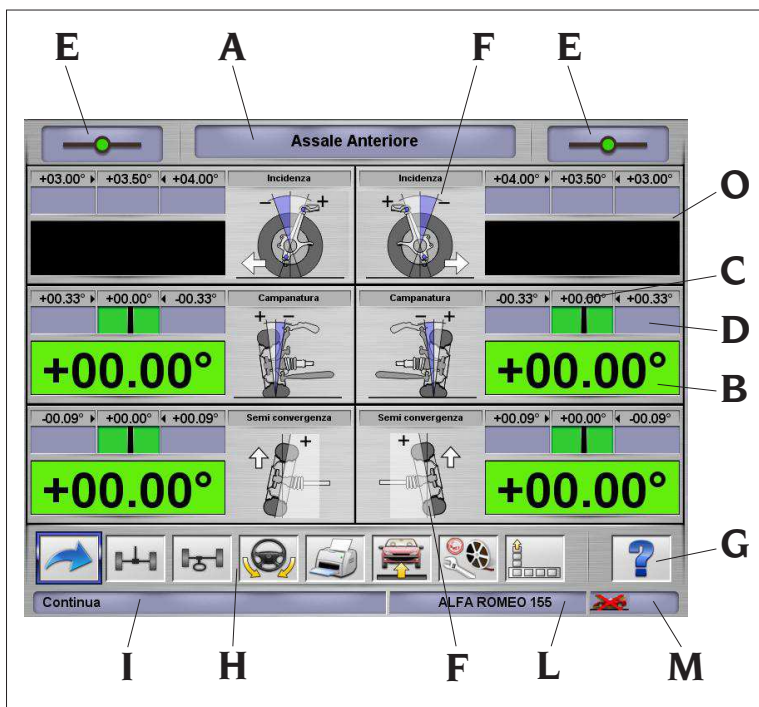 E A F E
Assale Anteriore
+03.00° +03.50° +04.00° Incidenza Incidenza +04.00° +03.50° +03.00°
- + + -
O
C
+00.33° +00.00° -00.33° Campanatura Campanatura -00.33° +00.00° +00.33°
+ - + -
D
+00.00° +00.00°
B
-00.09° +00.00° +00.09° Semi convergenza Semi convergenza +00.09° +00.00° -00.09°
+ +
+00.00° +00.00°
? G
Continua ALFA ROMEO 155
I H F L M